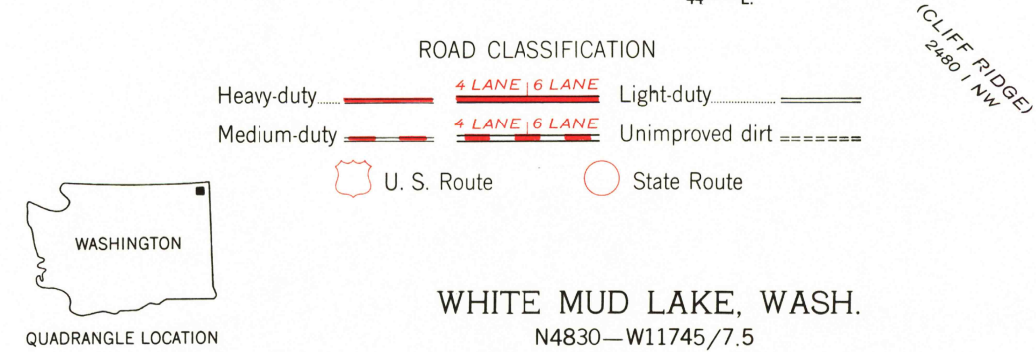 (CLIFF RIDGE)
2480 I NW
ROAD CLASSIFICATION
Heavy-duty 4 LANE 6 LANE Light-duty
Medium-duty 4 LANE 6 LANE Unimproved dirt
U. S. Route State Route
WASHINGTON
QUADRANGLE LOCATION
WHITE MUD LAKE, WASH.
N4830—W11745/7.5